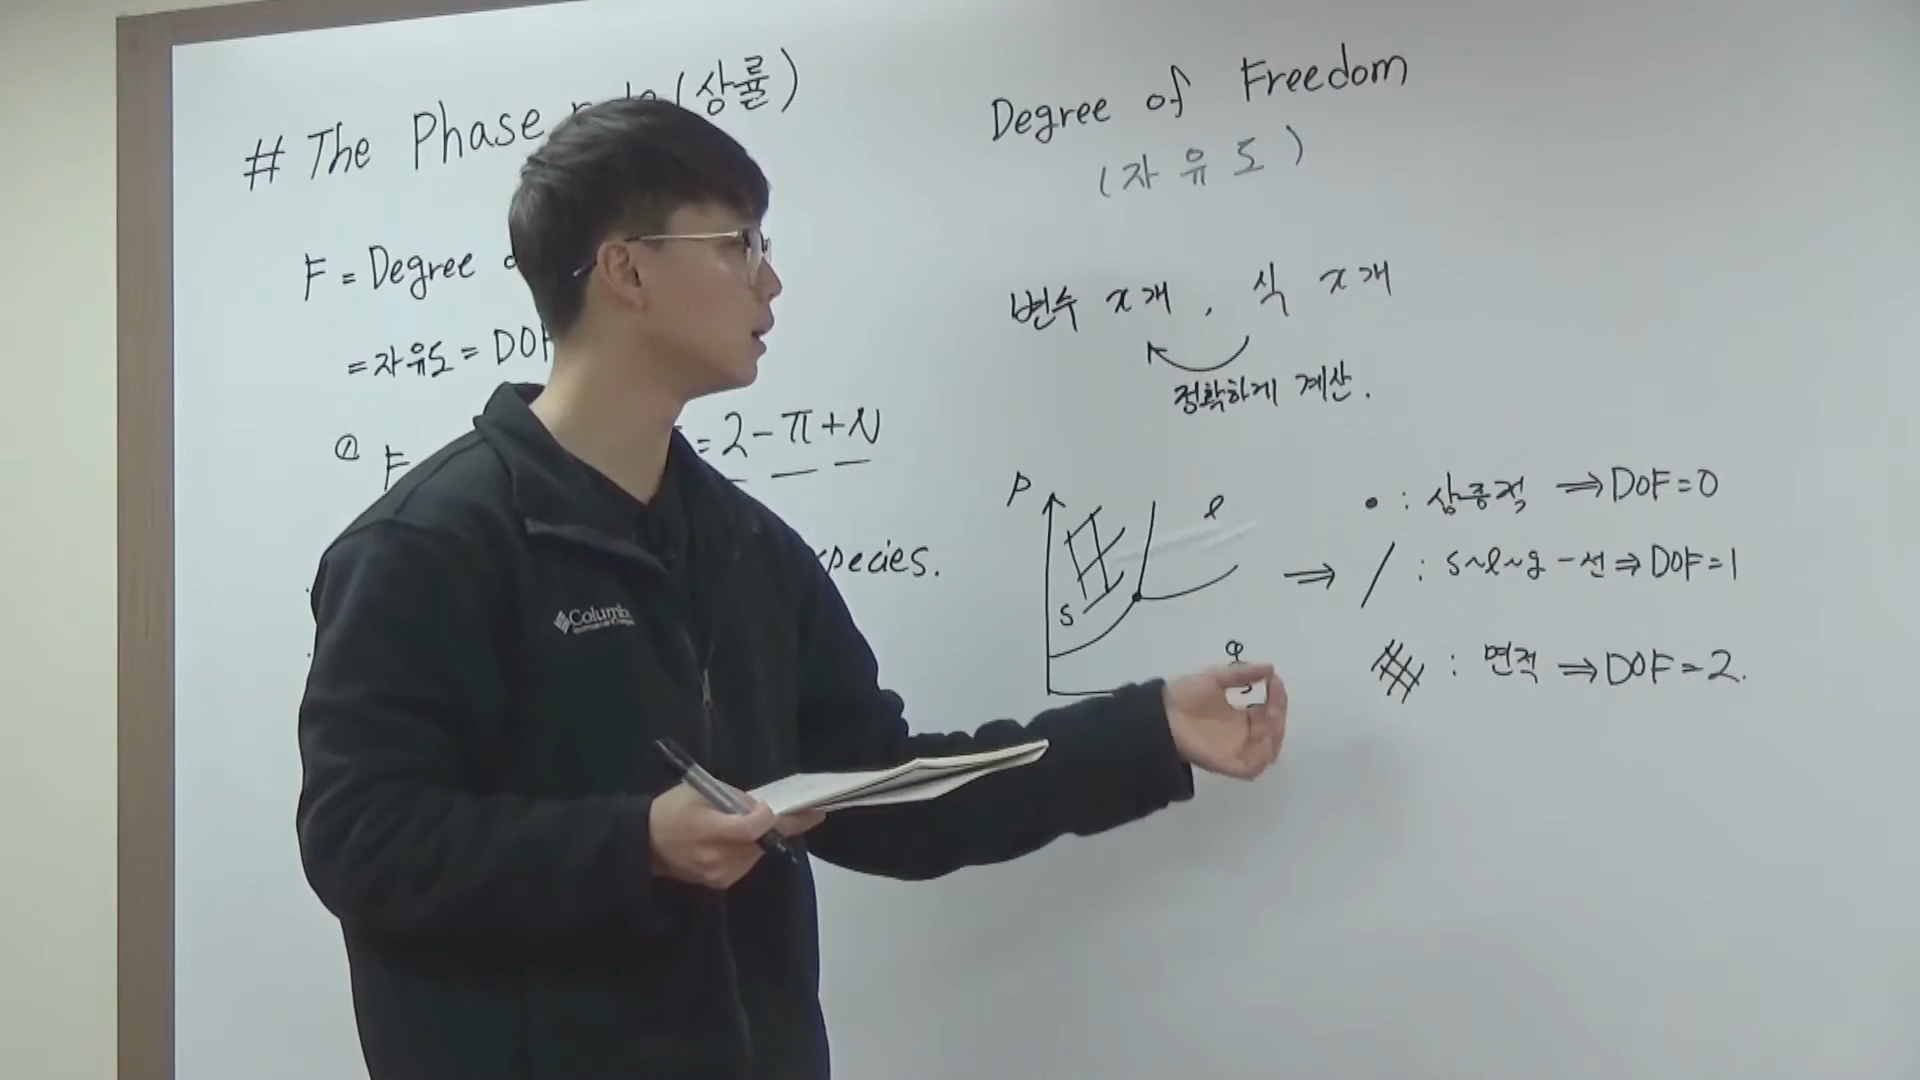 # The Phase (상률)
F = Degree
= 자유도 = DOF
① F = 2 - π + N
species.
Columbia
Degree of Freedom
(자유도)
변수 x개, 식 x개
정확하게 계산.
P
l
S
• : 삼중점 ⇒ DOF = 0
⇒ / : s~l~g - 선 ⇒ DOF = 1
: 면적 ⇒ DOF = 2.